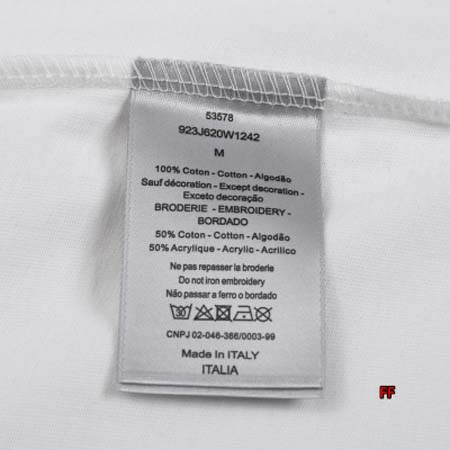 53578
923J620W1242
M
100% Coton - Cotton - Algodão
Sauf décoration - Except decoration -
Exceto decoração
BRODERIE - EMBROIDERY -
BORDADO
50% Coton - Cotton - Algodão
50% Acrylique - Acrylic - Acrilico
Ne pas repasser la broderie
Do not iron embroidery
Não passar a ferro o bordado
30
CNPJ 02-046-366/0003-99
Made In ITALY
ITALIA
FF